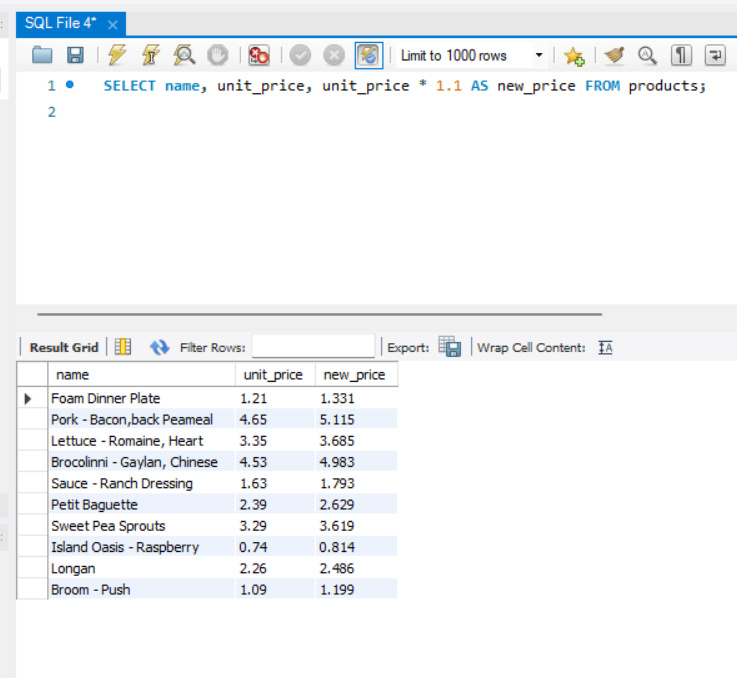 SQL File 4*
Limit to 1000 rows
1 SELECT name, unit_price, unit_price * 1.1 AS new_price FROM products;
2
Result Grid Filter Rows: Export: Wrap Cell Content: IA
name unit_price new_price
Foam Dinner Plate 1.21 1.331
Pork - Bacon,back Peameal 4.65 5.115
Lettuce - Romaine, Heart 3.35 3.685
Brocolinni - Gaylan, Chinese 4.53 4.983
Sauce - Ranch Dressing 1.63 1.793
Petit Baguette 2.39 2.629
Sweet Pea Sprouts 3.29 3.619
Island Oasis - Raspberry 0.74 0.814
Longan 2.26 2.486
Broom - Push 1.09 1.199